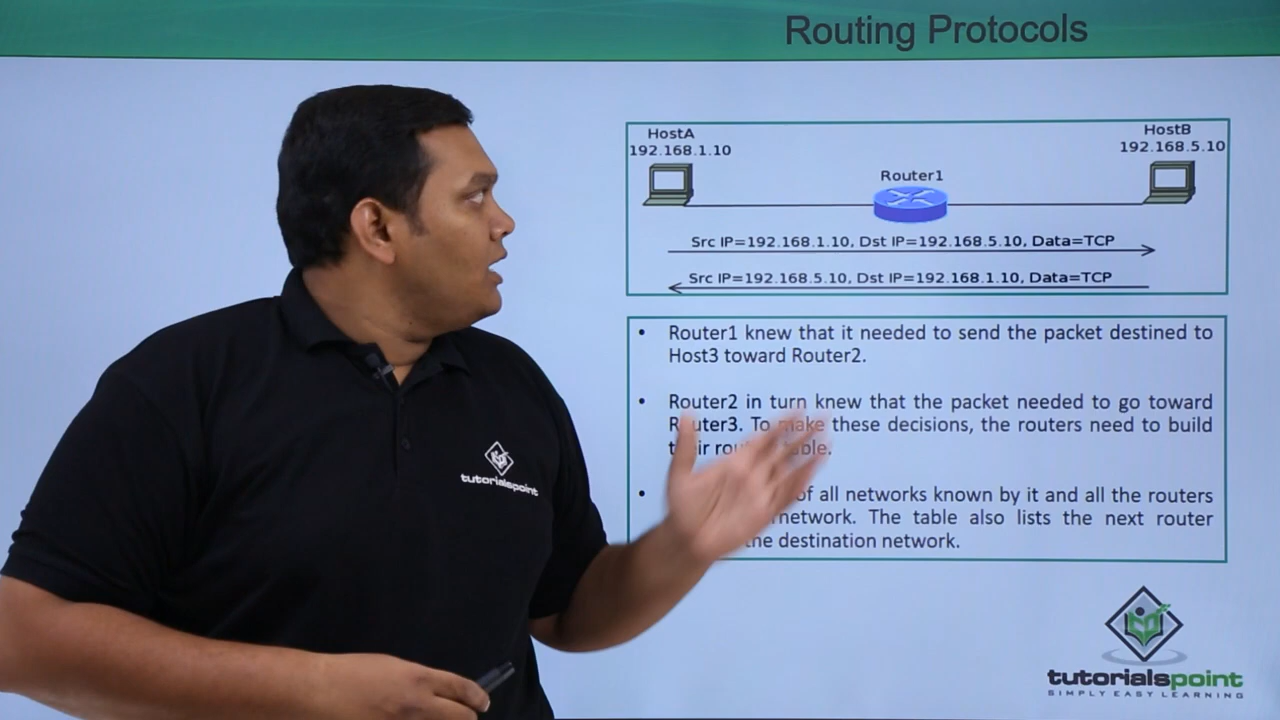 Routing Protocols
HostA
192.168.1.10
HostB
192.168.5.10
Router1
Src IP=192.168.1.10, Dst IP=192.168.5.10, Data=TCP
Src IP=192.168.5.10, Dst IP=192.168.1.10, Data=TCP
• Router1 knew that it needed to send the packet destined to
Host3 toward Router2.
• Router2 in turn knew that the packet needed to go toward
Router3. To make these decisions, the routers need to build
their table.
• of all networks known by it and all the routers
network. The table also lists the next router
the destination network.
tutorialspoint
tutorialspoint
SIMPLY EASY LEARNING